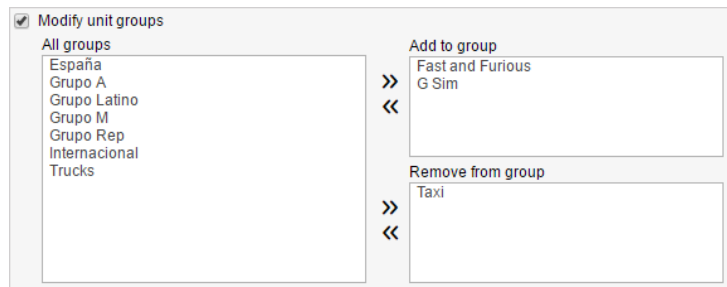 Modify unit groups
All groups
España
Grupo A
Grupo Latino
Grupo M
Grupo Rep
Internacional
Trucks
»
«
Add to group
Fast and Furious
G Sim
»
«
Remove from group
Taxi